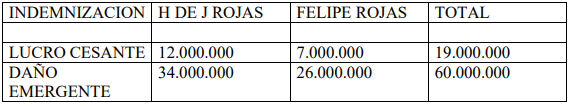 INDEMNIZACION H DE J ROJAS FELIPE ROJAS TOTAL
LUCRO CESANTE 12.000.000 7.000.000 19.000.000
DAÑO 34.000.000 26.000.000 60.000.000
EMERGENTE